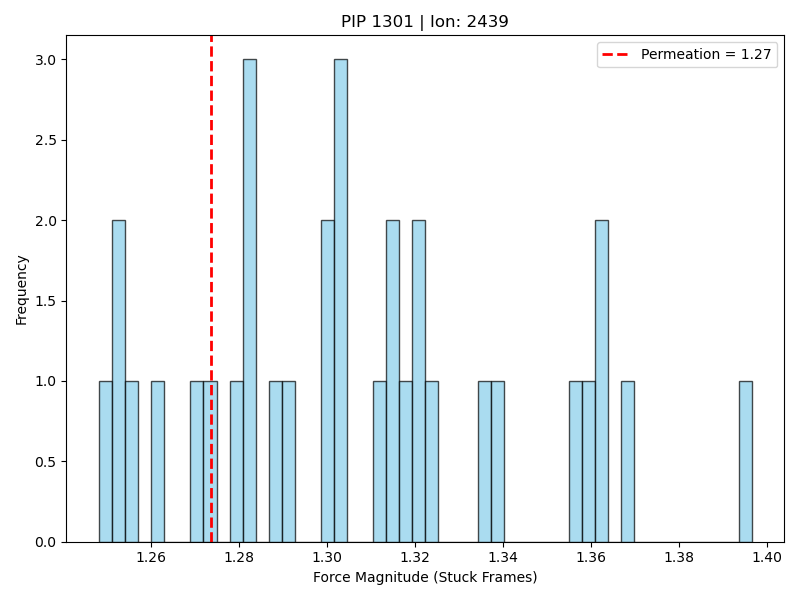 PIP 1301 | Ion: 2439
Permeation = 1.27
3.0
2.5
2.0
1.5
1.0
0.5
0.0
Frequency
1.26 1.28 1.30 1.32 1.34 1.36 1.38 1.40
Force Magnitude (Stuck Frames)